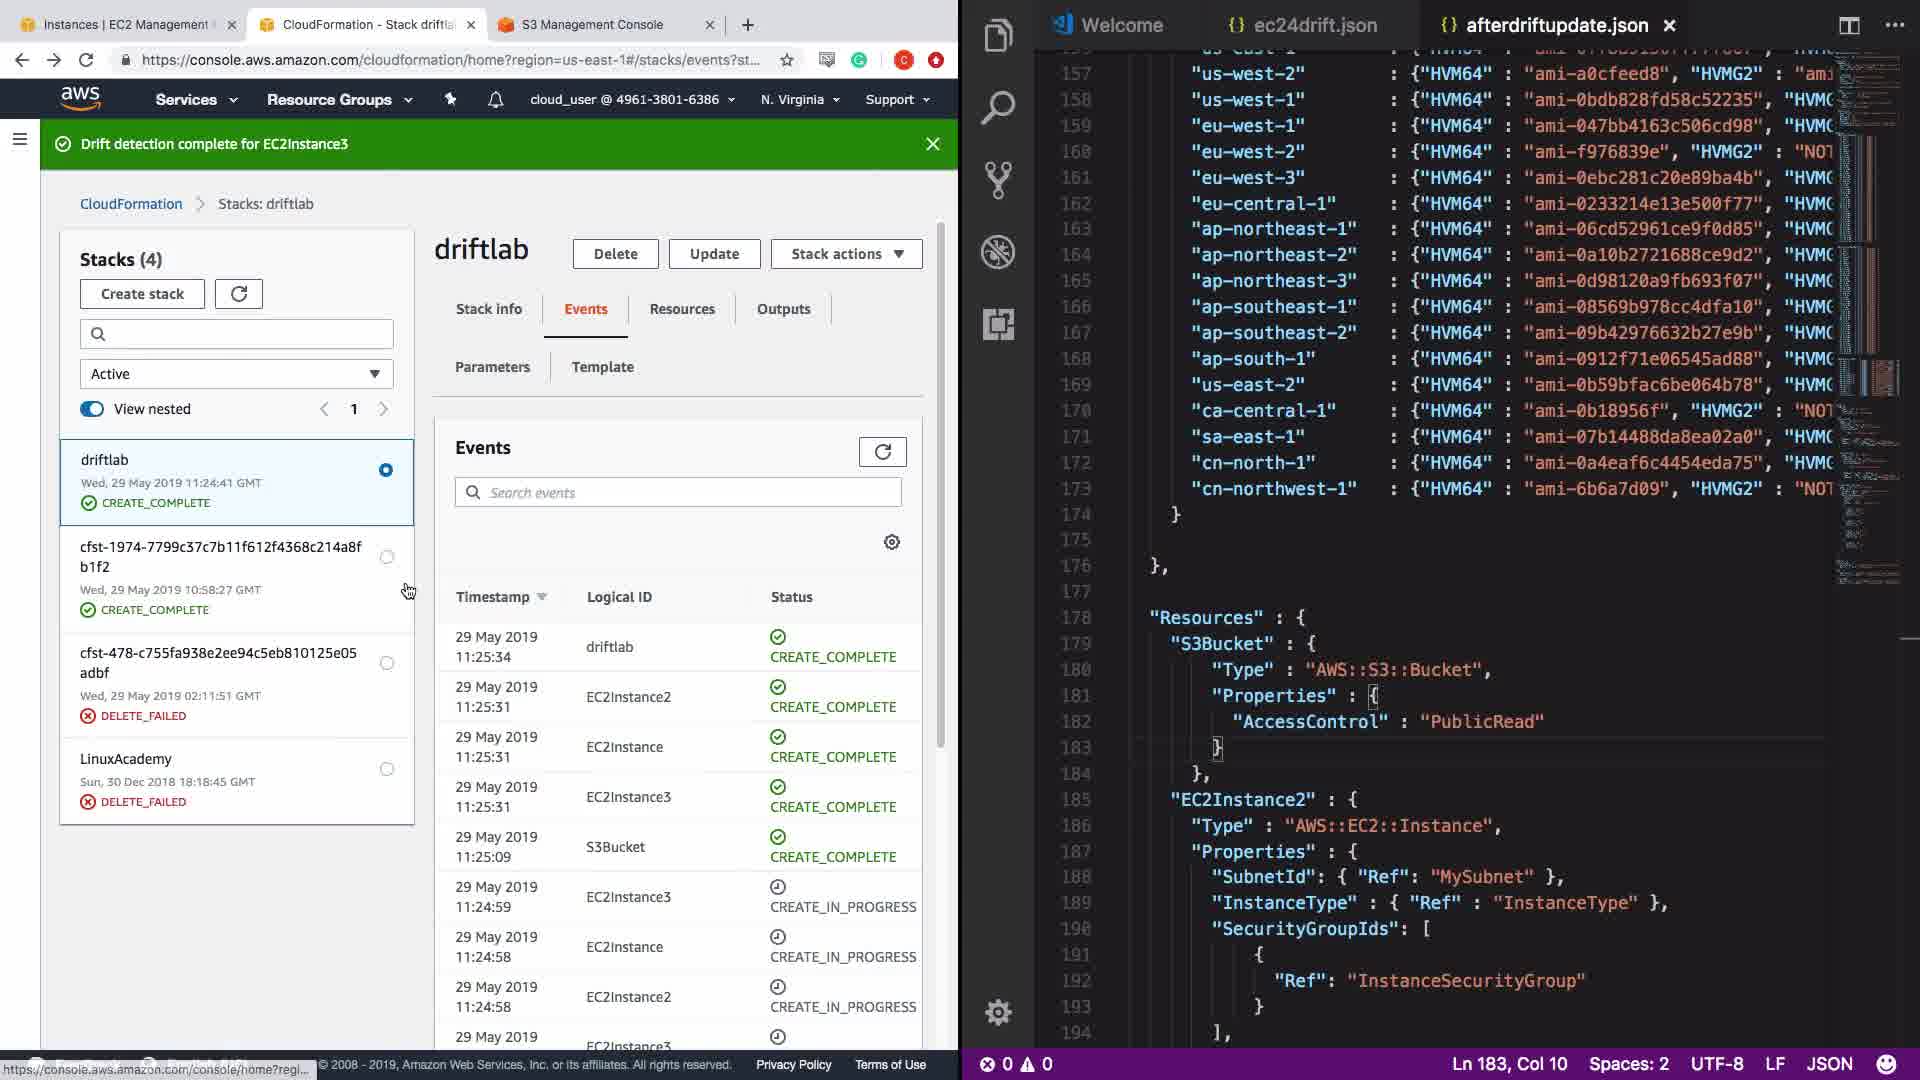 Instances | EC2 Management
CloudFormation - Stack driftla
S3 Management Console
https://console.aws.amazon.com/cloudformation/home?region=us-east-1#/stacks/events?st...
aws
Services
Resource Groups
cloud_user @ 4961-3801-6386
N. Virginia
Support
Drift detection complete for EC2Instance3
CloudFormation
Stacks: driftlab
Stacks (4)
Create stack
Active
View nested
1
driftlab
Wed, 29 May 2019 11:24:41 GMT
CREATE_COMPLETE
cfst-1974-7799c37c7b11f612f4368c214a8f
b1f2
Wed, 29 May 2019 10:58:27 GMT
CREATE_COMPLETE
cfst-478-c755fa938e2ee94c5eb810125e05
adbf
Wed, 29 May 2019 02:11:51 GMT
DELETE_FAILED
LinuxAcademy
Sun, 30 Dec 2018 18:18:45 GMT
DELETE_FAILED
driftlab
Delete
Update
Stack actions
Stack info
Events
Resources
Outputs
Parameters
Template
Events
Search events
Timestamp Logical ID Status
29 May 2019
11:25:34 driftlab CREATE_COMPLETE
29 May 2019
11:25:31 EC2Instance2 CREATE_COMPLETE
29 May 2019
11:25:31 EC2Instance CREATE_COMPLETE
29 May 2019
11:25:31 EC2Instance3 CREATE_COMPLETE
29 May 2019
11:25:09 S3Bucket CREATE_COMPLETE
29 May 2019
11:24:59 EC2Instance3 CREATE_IN_PROGRESS
29 May 2019
11:24:58 EC2Instance CREATE_IN_PROGRESS
29 May 2019
11:24:58 EC2Instance2 CREATE_IN_PROGRESS
29 May 2019
EC2Instance3
https://console.aws.amazon.com/console/home?regi...
© 2008 - 2019, Amazon Web Services, Inc. or its affiliates. All rights reserved.
Privacy Policy
Terms of Use
Welcome
{} ec24drift.json
{} afterdriftupdate.json
157 "us-west-2" : {"HVM64" : "ami-a0cfeed8", "HVMG2" : "ami
158 "us-west-1" : {"HVM64" : "ami-0bdb828fd58c52235", "HVMG
159 "eu-west-1" : {"HVM64" : "ami-047bb4163c506cd98", "HVMG
160 "eu-west-2" : {"HVM64" : "ami-f976839e", "HVMG2" : "NOT
161 "eu-west-3" : {"HVM64" : "ami-0ebc281c20e89ba4b", "HVMG
162 "eu-central-1" : {"HVM64" : "ami-0233214e13e500f77", "HVMG
163 "ap-northeast-1" : {"HVM64" : "ami-06cd52961ce9f0d85", "HVMG
164 "ap-northeast-2" : {"HVM64" : "ami-0a10b2721688ce9d2", "HVMG
165 "ap-northeast-3" : {"HVM64" : "ami-0d98120a9fb693f07", "HVMG
166 "ap-southeast-1" : {"HVM64" : "ami-08569b978cc4dfa10", "HVMG
167 "ap-southeast-2" : {"HVM64" : "ami-09b42976632b27e9b", "HVMG
168 "ap-south-1" : {"HVM64" : "ami-0912f71e06545ad88", "HVMG
169 "us-east-2" : {"HVM64" : "ami-0b59bfac6be064b78", "HVMG
170 "ca-central-1" : {"HVM64" : "ami-0b18956f", "HVMG2" : "NOT
171 "sa-east-1" : {"HVM64" : "ami-07b14488da8ea02a0", "HVMG
172 "cn-north-1" : {"HVM64" : "ami-0a4eaf6c4454eda75", "HVMG
173 "cn-northwest-1" : {"HVM64" : "ami-6b6a7d09", "HVMG2" : "NOT
174 }
175
176 },
177
178 "Resources" : {
179 "S3Bucket" : {
180 "Type" : "AWS::S3::Bucket",
181 "Properties" : {
182 "AccessControl" : "PublicRead"
183 }
184 },
185 "EC2Instance2" : {
186 "Type" : "AWS::EC2::Instance",
187 "Properties" : {
188 "SubnetId": { "Ref": "MySubnet" },
189 "InstanceType" : { "Ref" : "InstanceType" },
190 "SecurityGroupIds": [
191 {
192 "Ref": "InstanceSecurityGroup"
193 }
194 ],
0 0
Ln 183, Col 10
Spaces: 2
UTF-8
LF
JSON